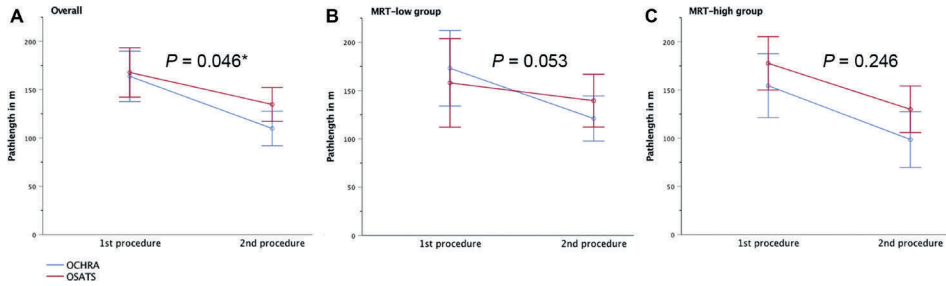 A
Overall
Pathlength in m
200
150
100
50
0
P = 0.046*
1st procedure
2nd procedure
OCHRA
OSATS
B
MRT-low group
Pathlength in m
200
150
100
50
0
P = 0.053
1st procedure
2nd procedure
C
MRT-high group
Pathlength in m
200
150
100
50
0
P = 0.246
1st procedure
2nd procedure